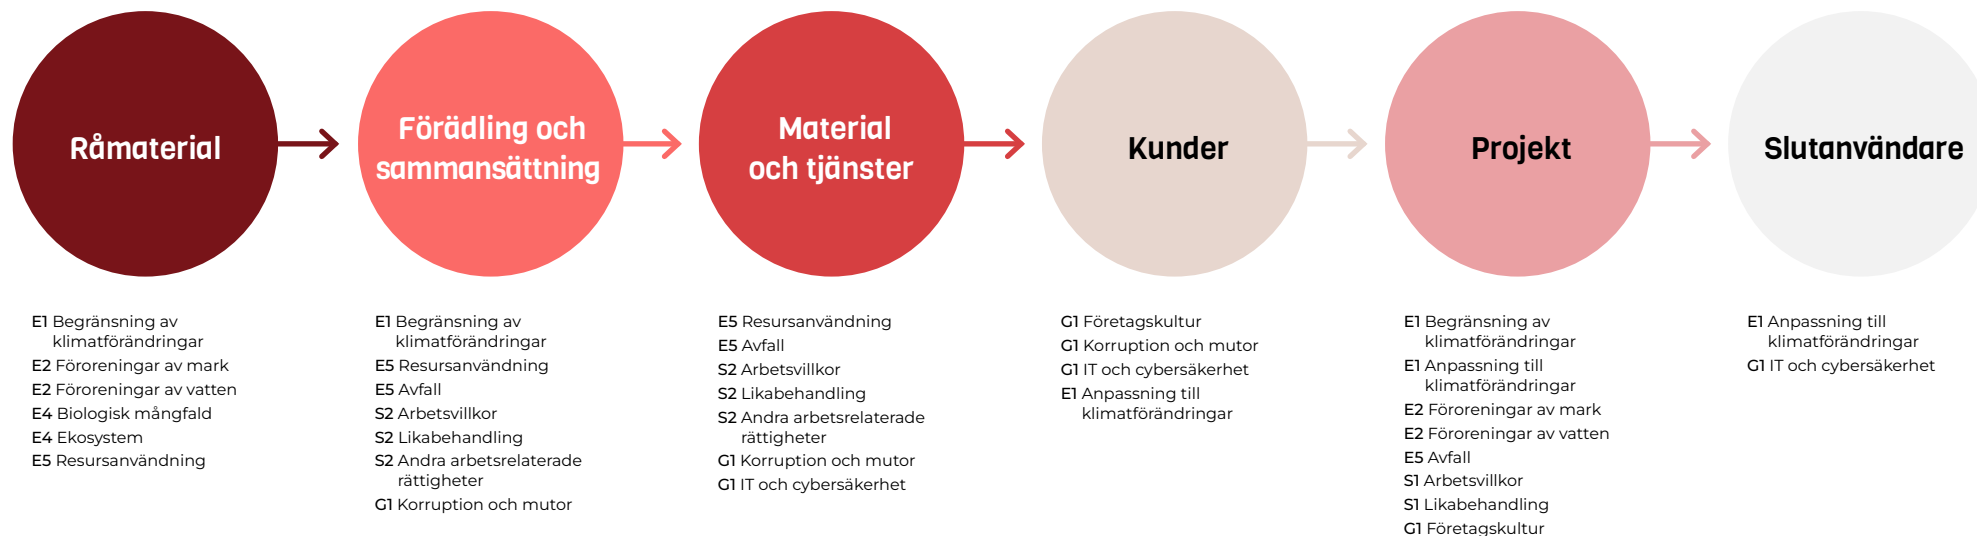 Råmaterial
E1 Begränsning av
klimatförändringar
E2 Föroreningar av mark
E2 Föroreningar av vatten
E4 Biologisk mångfald
E4 Ekosystem
E5 Resursanvändning
Förädling och
sammansättning
E1 Begränsning av
klimatförändringar
E5 Resursanvändning
E5 Avfall
S2 Arbetsvillkor
S2 Likabehandling
S2 Andra arbetsrelaterade
rättigheter
G1 Korruption och mutor
Material
och tjänster
E5 Resursanvändning
E5 Avfall
S2 Arbetsvillkor
S2 Likabehandling
S2 Andra arbetsrelaterade
rättigheter
G1 Korruption och mutor
G1 IT och cybersäkerhet
Kunder
G1 Företagskultur
G1 Korruption och mutor
G1 IT och cybersäkerhet
E1 Anpassning till
klimatförändringar
Projekt
E1 Begränsning av
klimatförändringar
E1 Anpassning till
klimatförändringar
E2 Föroreningar av mark
E2 Föroreningar av vatten
E5 Avfall
S1 Arbetsvillkor
S1 Likabehandling
G1 Företagskultur
Slutanvändare
E1 Anpassning till
klimatförändringar
G1 IT och cybersäkerhet